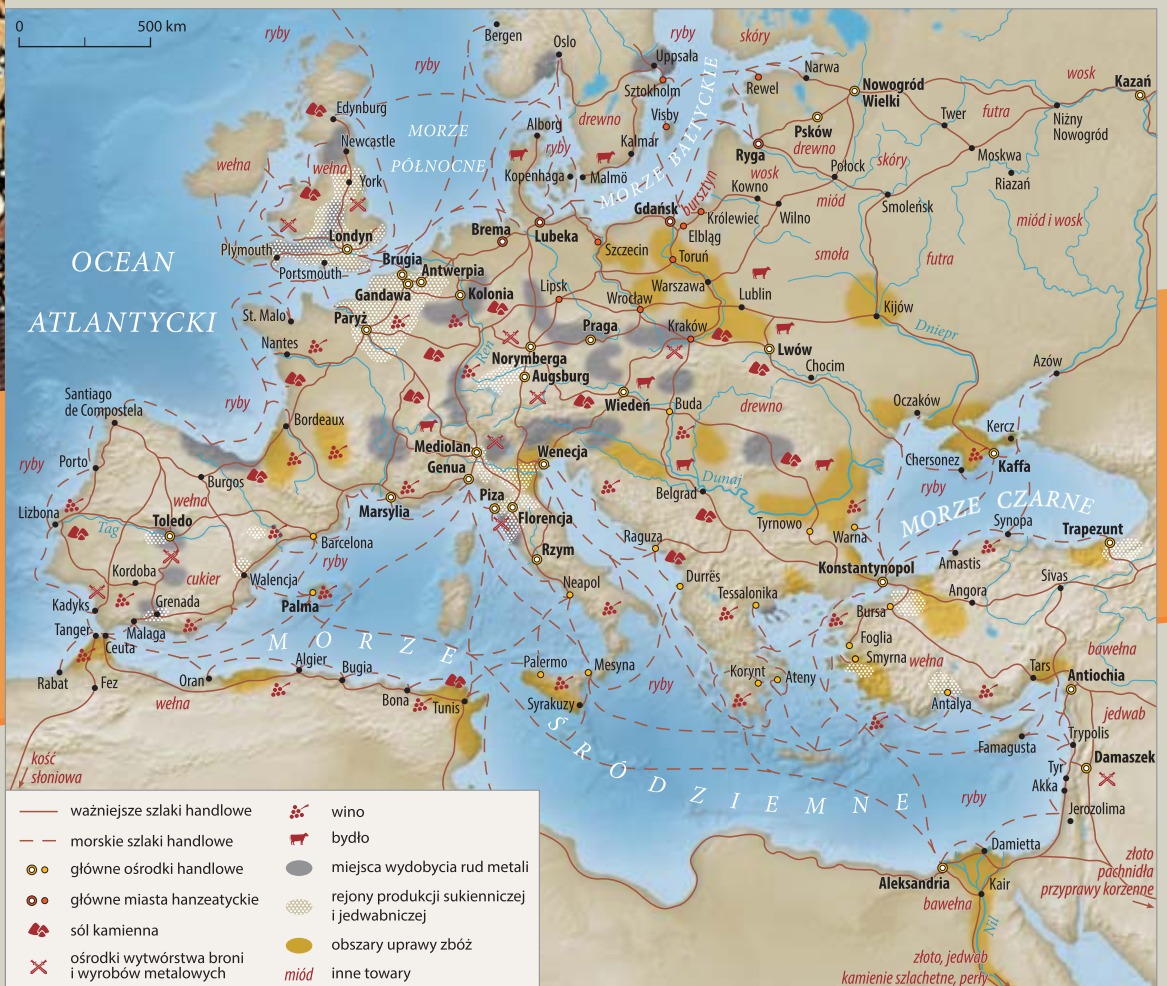 0 500 km
ryby
Bergen
Oslo
ryby
skóry
Uppsala
Sztokholm
Rewel
Narwa
Nowogród
Wielki
wosk
Kazań
ryby
Edynburg
MORZE
PÓŁNOCNE
Alborg
ryby
drewno
Visby
Kalmar
MORZE BAŁTYCKIE
Psków
drewno
Twer
futra
Niżny
Nowogród
Newcastle
wełna
wełna
York
Kopenhaga
Malmö
Ryga
wosk
Połock
skóry
Moskwa
Riazań
Kowno
Wilno
miód
Smoleńsk
miód i wosk
Gdańsk
bursztyn
Królewiec
Elbląg
Brema
Lubeka
Szczecin
Toruń
smoła
futra
Londyn
Plymouth
Portsmouth
Brugia
Antwerpia
Gandawa
Kolonia
Lipsk
Wrocław
Warszawa
Lublin
Kijów
Dniepr
OCEAN
ATLANTYCKI
St. Malo
Paryż
Nantes
Ren
Praga
Kraków
Lwów
Norymberga
Augsburg
Chocim
Azów
Wiedeń
Buda
drewno
Oczaków
Kercz
Santiago
de Compostela
ryby
Bordeaux
Mediolan
Genua
Wenecja
Chersonez
Kaffa
ryby
ryby
Porto
Burgos
wełna
Marsylia
Piza
Florencja
Belgrad
Dunaj
MORZE CZARNE
Lizbona
Tag
Toledo
Barcelona
ryby
Rzym
Raguza
Tyrnowo
Warna
Synopa
Trapezunt
Amastis
Kordoba
cukier
Walencja
Palma
Neapol
Durrës
Tessalonika
Konstantynopol
Angora
Sivas
Kadyks
Grenada
Malaga
Bursa
Tanger
Ceuta
MORZE
ŚRÓDZIEMNE
Foglia
Smyrna
wełna
bawełna
Rabat
Fez
Oran
Algier
Bugia
Bona
Tunis
wełna
Palermo
Mesyna
Syrakuzy
ryby
Korynt
Ateny
Antalya
Tars
Antiochia
jedwab
kość
słoniowa
Famagusta
Trypolis
Damaszek
Tyr
Akka
ryby
Jerozolima
Damietta
Aleksandria
Kair
bawełna
Nil
złoto
pachnidła
przyprawy korzenne
złoto, jedwab
kamienie szlachetne, perły
ważniejsze szlaki handlowe
morskie szlaki handlowe
główne ośrodki handlowe
główne miasta hanzeatyckie
sól kamienna
ośrodki wytwórstwa broni
i wyrobów metalowych
wino
bydło
miejsca wydobycia rud metali
rejony produkcji sukienniczej
i jedwabniczej
obszary uprawy zbóż
miód inne towary